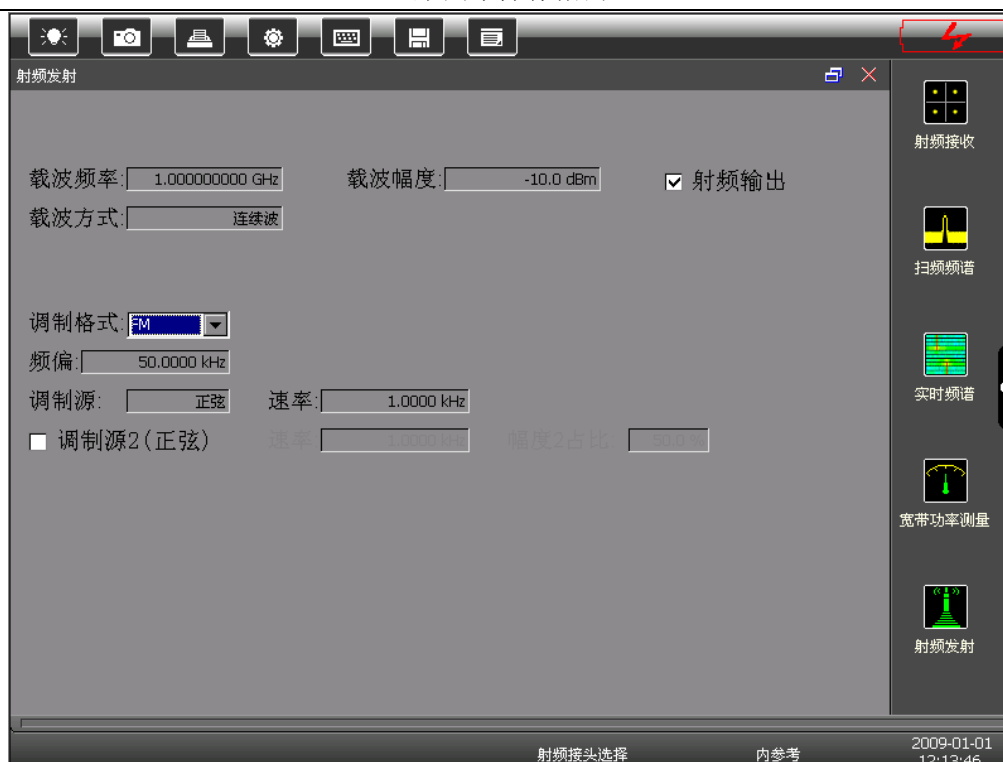 射频发射
载波频率: 1.000000000 GHz 载波幅度: -10.0 dBm 射频输出
载波方式: 连续波
调制格式: FM
频偏: 50.0000 kHz
调制源: 正弦 速率: 1.0000 kHz
调制源2(正弦) 速率 1.0000 kHz 幅度2占比 50.0 %
射频接收
扫频频谱
实时频谱
宽带功率测量
射频发射
射频接头选择 内参考 2009-01-01
12:13:46